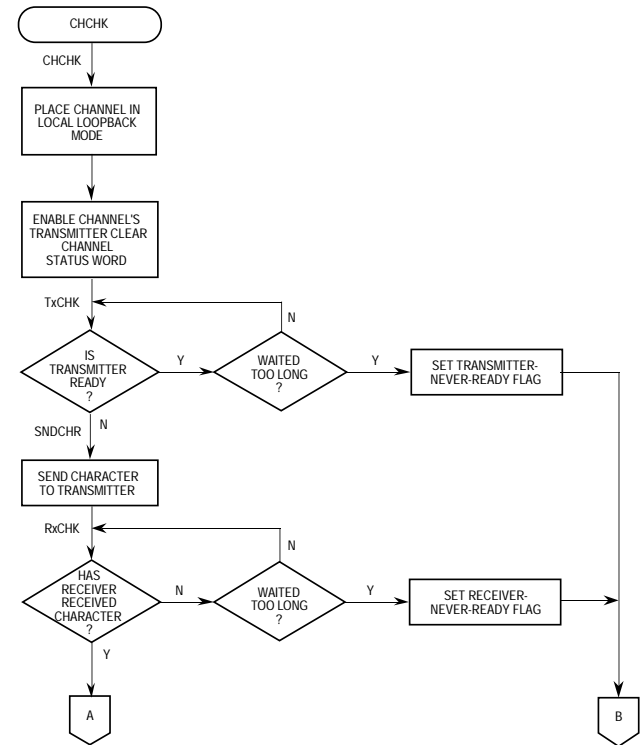 CHCHK
CHCHK
PLACE CHANNEL IN
LOCAL LOOPBACK
MODE
ENABLE CHANNEL'S
TRANSMITTER CLEAR
CHANNEL
STATUS WORD
TxCHK
N
IS
TRANSMITTER
READY
?
Y
WAITED
TOO LONG
?
Y
SET TRANSMITTER-
NEVER-READY FLAG
N
SNDCHR
SEND CHARACTER
TO TRANSMITTER
RxCHK
N
HAS
RECEIVER
RECEIVED
CHARACTER
?
N
WAITED
TOO LONG
?
Y
SET RECEIVER-
NEVER-READY FLAG
Y
A
B